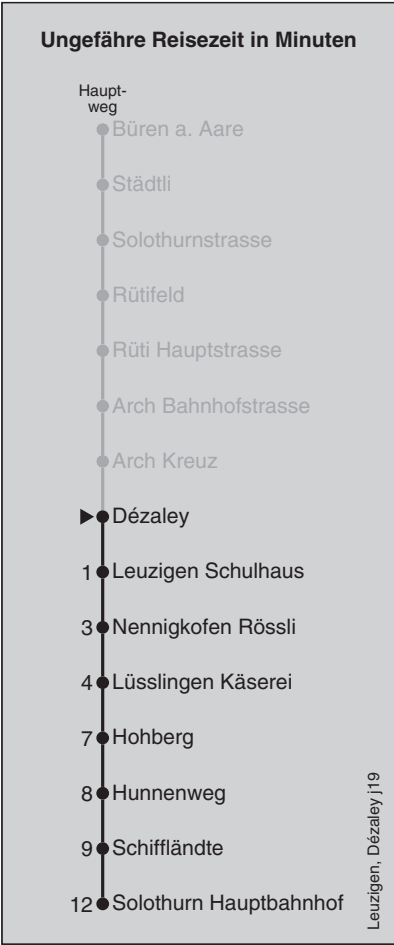 Ungefähre Reisezeit in Minuten
Haupt-
weg
Büren a. Aare
Städtli
Solothurnstrasse
Rütifeld
Rüti Hauptstrasse
Arch Bahnhofstrasse
Arch Kreuz
Dézaley
1 Leuzigen Schulhaus
3 Nennigkofen Rössli
4 Lüsslingen Käserei
7 Hohberg
8 Hunnenweg
9 Schiffländte
12 Solothurn Hauptbahnhof
Leuzigen, Dézaley j19